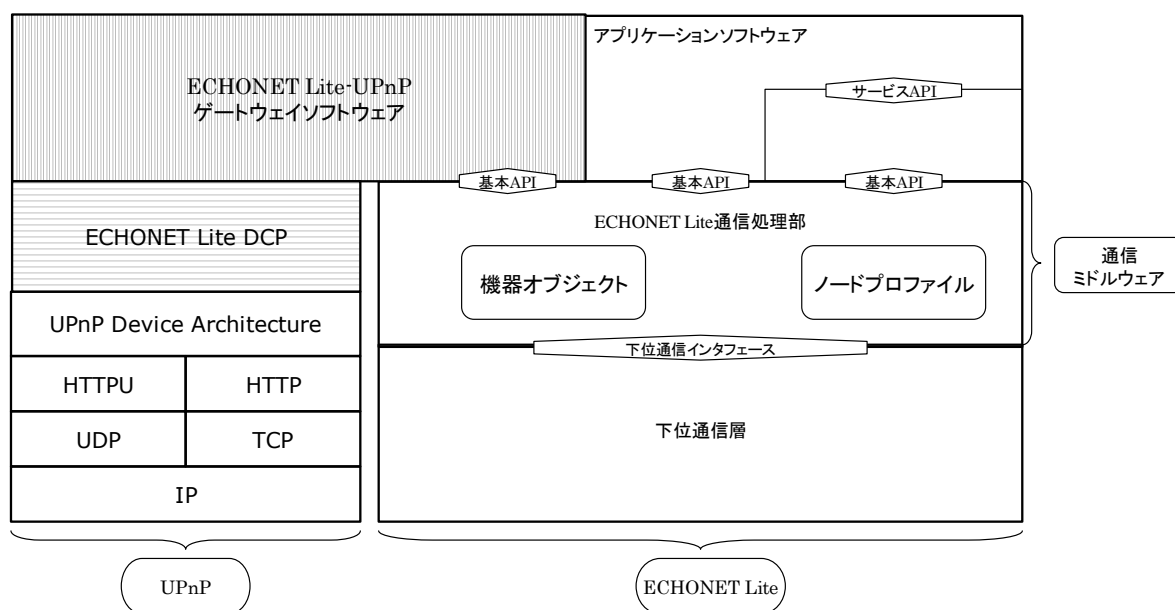 アプリケーションソフトウェア
ECHONET Lite-UPnP
ゲートウェイソフトウェア
サービスAPI
基本API
基本API
基本API
ECHONET Lite DCP
ECHONET Lite通信処理部
機器オブジェクト
ノードプロファイル
通信
ミドルウェア
UPnP Device Architecture
下位通信インタフェース
HTTPU
HTTP
UDP
TCP
下位通信層
IP
UPnP
ECHONET Lite